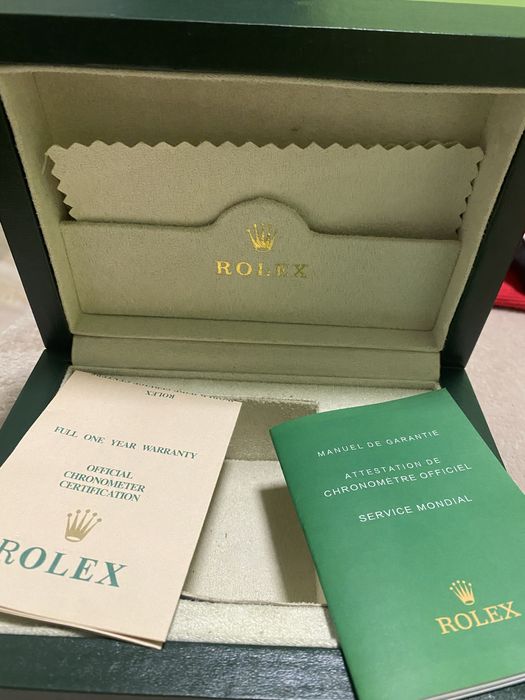 ROLEX
ROLEX
FULL ONE YEAR WARRANTY
OFFICIAL
CHRONOMETER
CERTIFICATION
ROLEX
MANUEL DE GARANTIE
ATTESTATION DE
CHRONOMETRE OFFICIEL
SERVICE MONDIAL
ROLEX